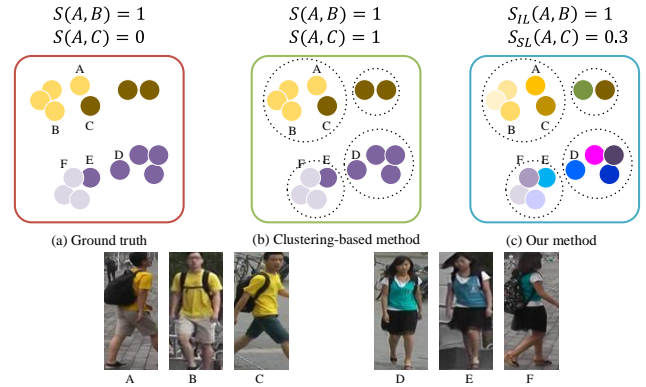 S(A, B) = 1
S(A, C) = 0
S(A, B) = 1
S(A, C) = 1
S_IL(A, B) = 1
S_SL(A, C) = 0.3
A
B
C
D
E
F
A
B
C
D
E
F
A
B
C
D
E
F
(a) Ground truth
(b) Clustering-based method
(c) Our method
A
B
C
D
E
F